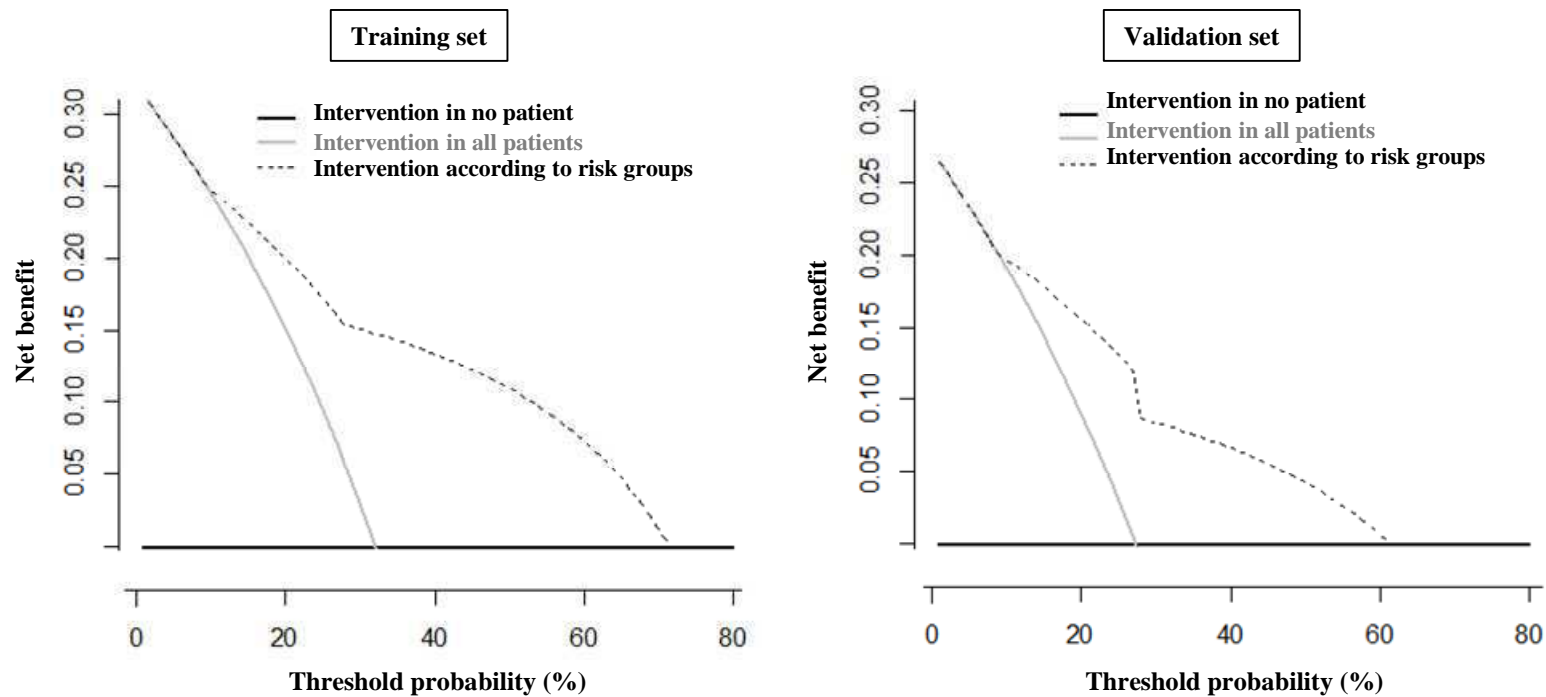 Training set
Intervention in no patient
Intervention in all patients
Intervention according to risk groups
Net benefit
0.30
0.25
0.20
0.15
0.10
0.05
0 20 40 60 80
Threshold probability (%)
Validation set
Intervention in no patient
Intervention in all patients
Intervention according to risk groups
Net benefit
0.30
0.25
0.20
0.15
0.10
0.05
0 20 40 60 80
Threshold probability (%)